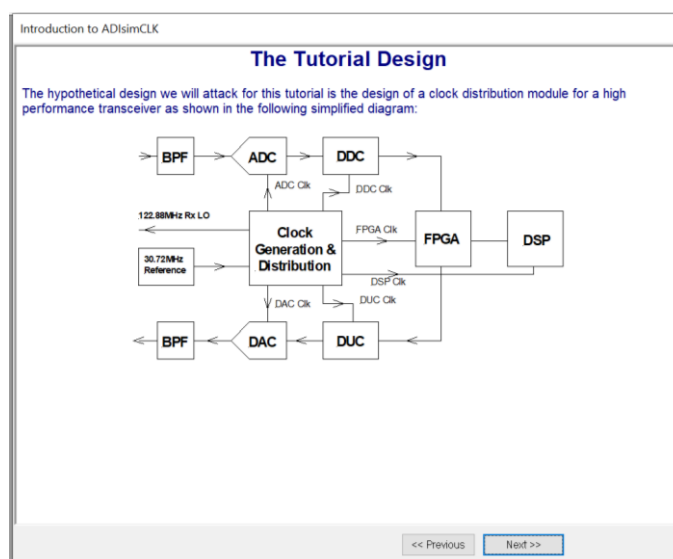 Introduction to ADIsimCLK
The Tutorial Design
The hypothetical design we will attack for this tutorial is the design of a clock distribution module for a high
performance transceiver as shown in the following simplified diagram:
BPF
ADC
DDC
ADC Clk
DDC Clk
122.88MHz Rx LO
Clock
Generation &
Distribution
FPGA Clk
FPGA
DSP
30.72MHz
Reference
DSP Clk
DAC Clk
DUC Clk
BPF
DAC
DUC
<< Previous
Next >>